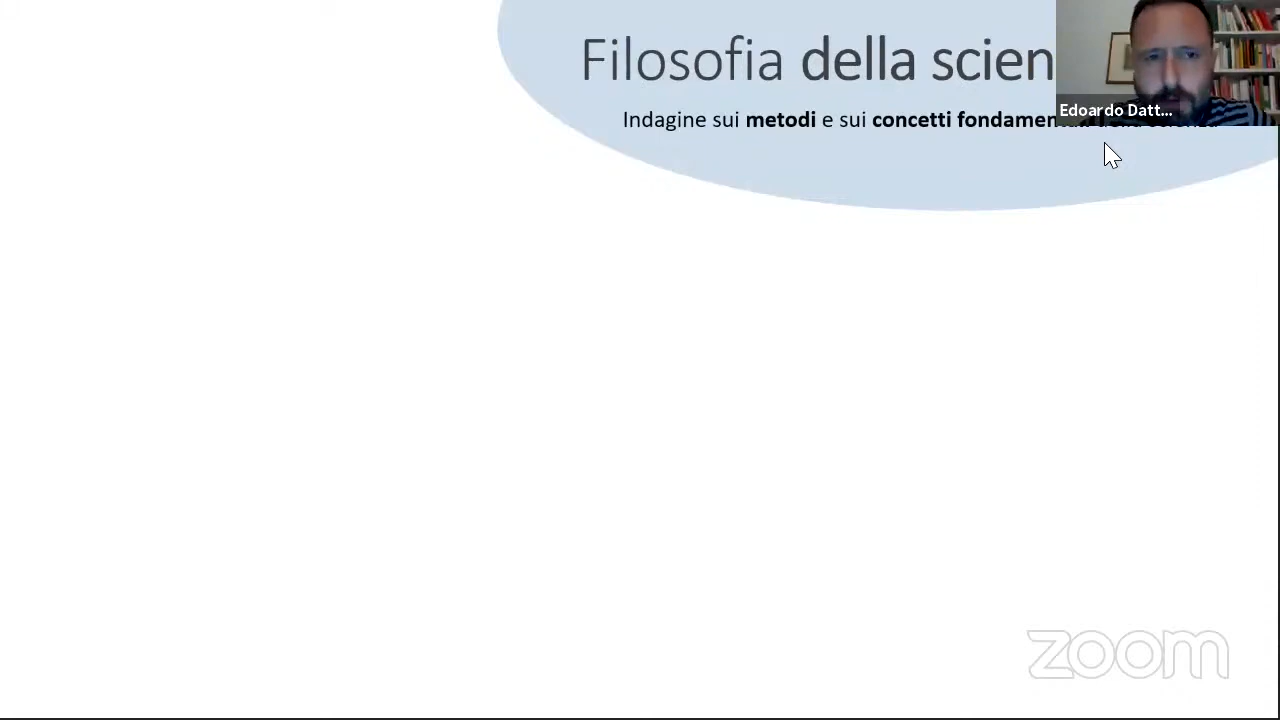 Filosofia della scien
Indagine sui metodi e sui concetti fondamen
Edoardo Datt...
zoom